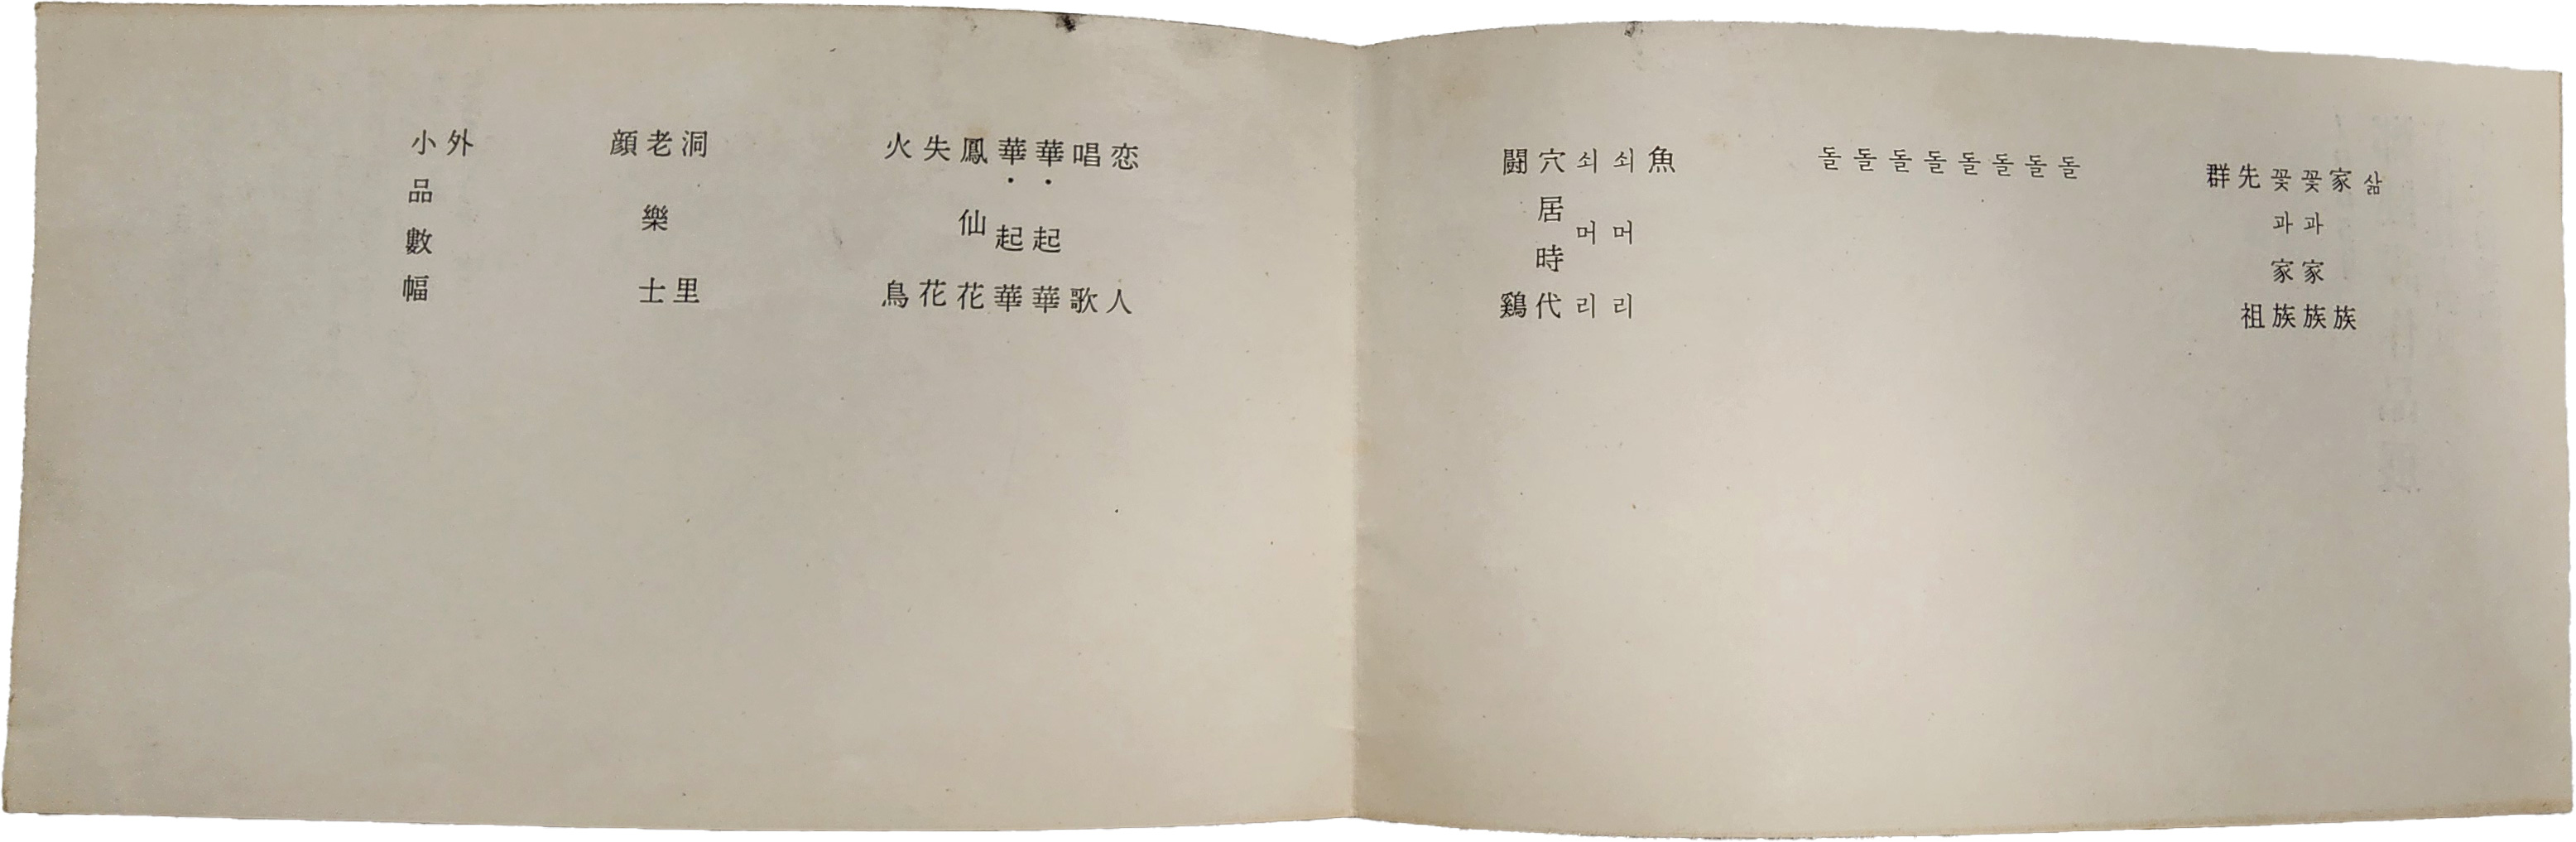 삶
家族
꽃과家族
꽃과家族
先祖
群
돌
돌
돌
돌
돌
돌
돌
돌
魚
쇠머리
쇠머리
穴居時代
闘鷄
恋人
唱歌
華・起華
華・起華
鳳仙花
失花
火鳥
洞里
老樂士
顔
外
小品數幅